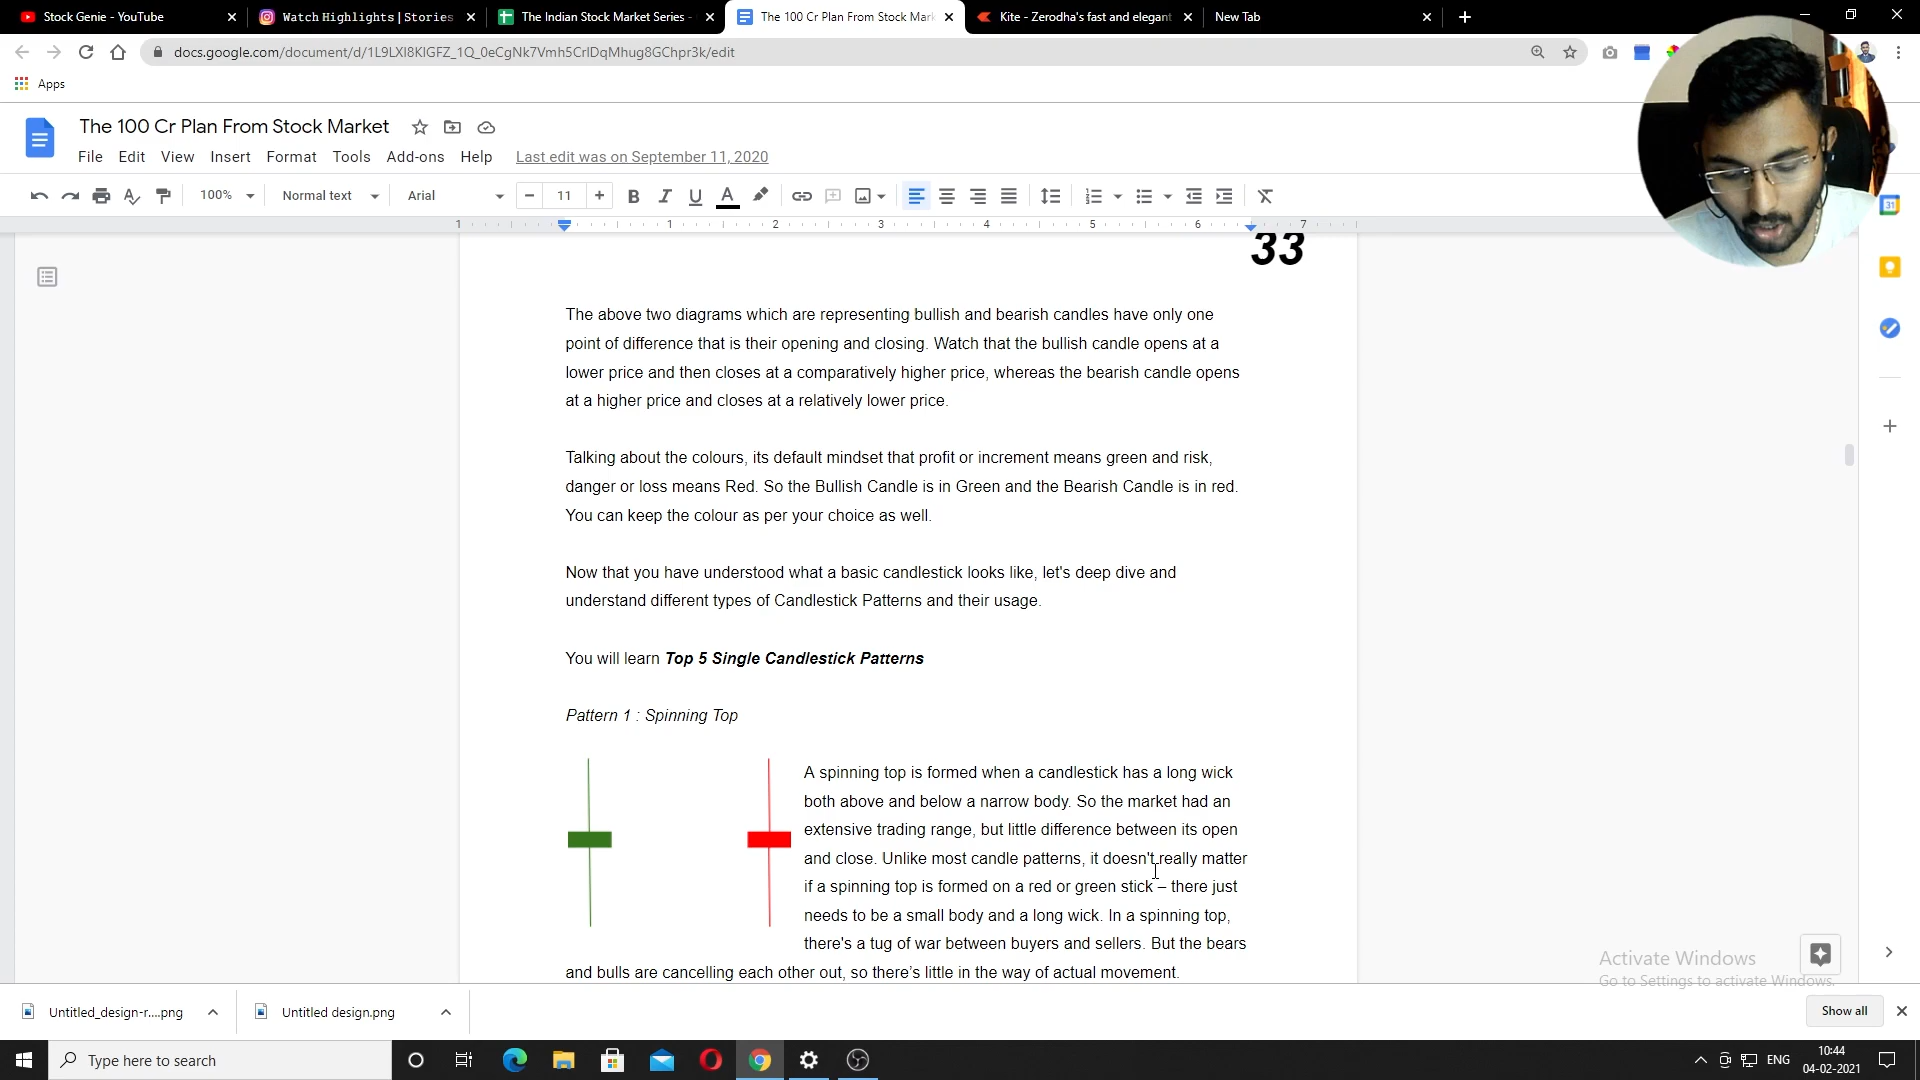 Stock Genie - YouTube
Watch Highlights | Stories
The Indian Stock Market Series -
The 100 Cr Plan From Stock Mark
Kite - Zerodha's fast and elegant
New Tab
Apps
The 100 Cr Plan From Stock Market
File Edit View Insert Format Tools Add-ons Help Last edit was on September 11, 2020
100% Normal text Arial 11
1 1 2 3 4 5 6 7
33
The above two diagrams which are representing bullish and bearish candles have only one
point of difference that is their opening and closing. Watch that the bullish candle opens at a
lower price and then closes at a comparatively higher price, whereas the bearish candle opens
at a higher price and closes at a relatively lower price.
Talking about the colours, its default mindset that profit or increment means green and risk,
danger or loss means Red. So the Bullish Candle is in Green and the Bearish Candle is in red.
You can keep the colour as per your choice as well.
Now that you have understood what a basic candlestick looks like, let's deep dive and
understand different types of Candlestick Patterns and their usage.
You will learn Top 5 Single Candlestick Patterns
Pattern 1 : Spinning Top
A spinning top is formed when a candlestick has a long wick
both above and below a narrow body. So the market had an
extensive trading range, but little difference between its open
and close. Unlike most candle patterns, it doesn't really matter
if a spinning top is formed on a red or green stick – there just
needs to be a small body and a long wick. In a spinning top,
there's a tug of war between buyers and sellers. But the bears
and bulls are cancelling each other out, so there's little in the way of actual movement.
Activate Windows
Go to Settings to activate Windows.
Untitled_design-r....png
Untitled design.png
Show all
Type here to search
ENG
10:44
04-02-2021
31